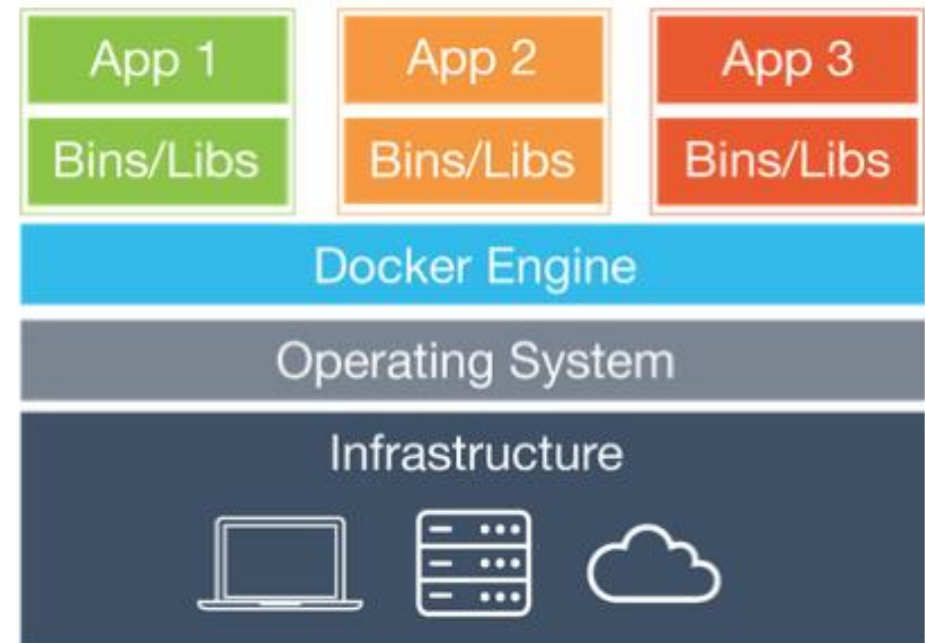 App 1 App 2 App 3
Bins/Libs Bins/Libs Bins/Libs
Docker Engine
Operating System
Infrastructure